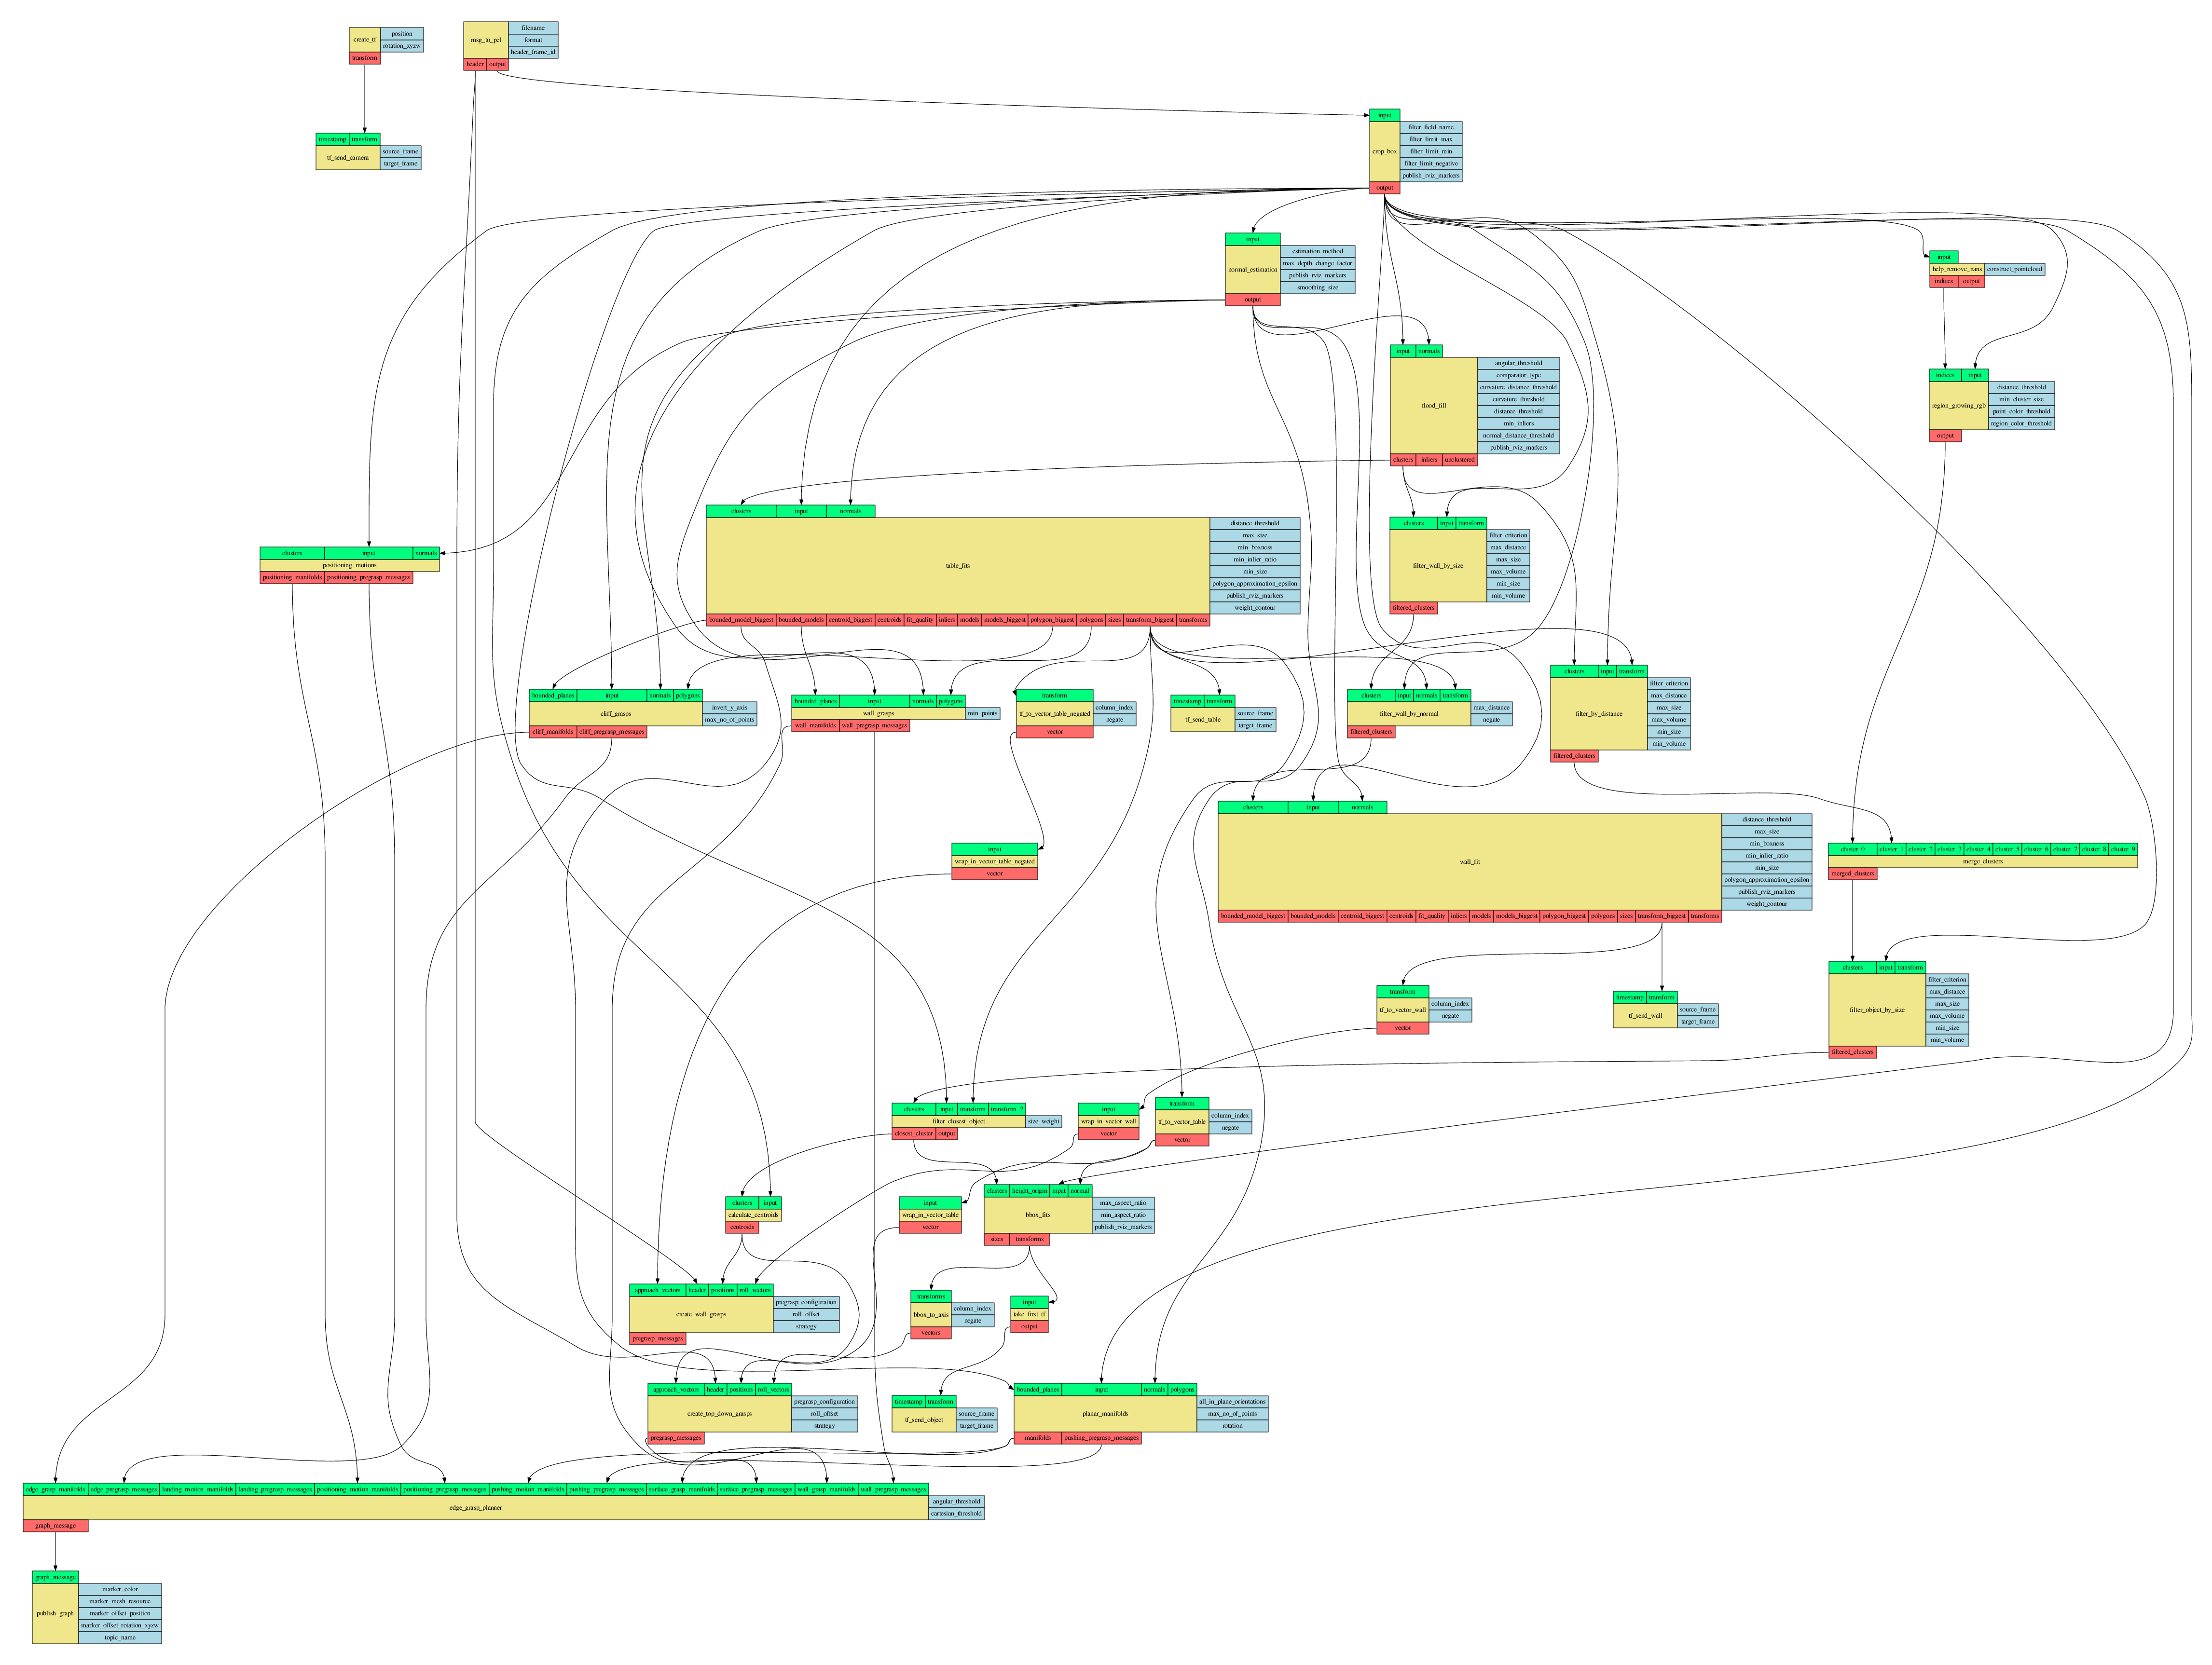 create_tf
position
rotation_xyzw
transform
msg_to_pcl
filename
format
header_frame_id
header output
timestamp transform
tf_send_camera
source_frame
target_frame
input
crop_box
filter_field_name
filter_limit_max
filter_limit_min
filter_limit_negative
publish_rviz_markers
output
input
normal_estimation
estimation_method
max_depth_change_factor
publish_rviz_markers
smoothing_size
output
input
help_remove_nans construct_pointcloud
indices output
input normals
flood_fill
angular_threshold
comparator_type
curvature_distance_threshold
curvature_threshold
distance_threshold
min_inliers
normal_distance_threshold
publish_rviz_markers
clusters inliers unclustered
indices input
region_growing_rgb
distance_threshold
min_cluster_size
point_color_threshold
region_color_threshold
output
clusters input normals
table_fits
distance_threshold
max_size
min_boxness
min_inlier_ratio
min_size
polygon_approximation_epsilon
publish_rviz_markers
weight_contour
bounded_model_biggest bounded_models centroid_biggest centroids fit_quality inliers models models_biggest polygon_biggest polygons sizes transform_biggest transforms
clusters input transform
filter_wall_by_size
filter_criterion
max_distance
max_size
max_volume
min_size
min_volume
filtered_clusters
clusters input normals
positioning_motions
positioning_manifolds positioning_pregrasp_messages
clusters input transform
filter_by_distance
filter_criterion
max_distance
max_size
max_volume
min_size
min_volume
filtered_clusters
bounded_planes input normals polygons
cliff_grasps
invert_y_axis
max_no_of_points
cliff_manifolds cliff_pregrasp_messages
bounded_planes input normals polygons
wall_grasps min_points
wall_manifolds wall_pregrasp_messages
transform
tf_to_vector_table_negated
column_index
negate
vector
timestamp transform
tf_send_table
source_frame
target_frame
clusters input normals transform
filter_wall_by_normal
max_distance
negate
filtered_clusters
clusters input normals
wall_fit
distance_threshold
max_size
min_boxness
min_inlier_ratio
min_size
polygon_approximation_epsilon
publish_rviz_markers
weight_contour
bounded_model_biggest bounded_models centroid_biggest centroids fit_quality inliers models models_biggest polygon_biggest polygons sizes transform_biggest transforms
input
wrap_in_vector_table_negated
vector
cluster_0 cluster_1 cluster_2 cluster_3 cluster_4 cluster_5 cluster_6 cluster_7 cluster_8 cluster_9
merge_clusters
merged_clusters
clusters input transform
filter_object_by_size
filter_criterion
max_distance
max_size
max_volume
min_size
min_volume
filtered_clusters
transform
tf_to_vector_wall
column_index
negate
vector
timestamp transform
tf_send_wall
source_frame
target_frame
clusters input transform transform_2
filter_closest_object size_weight
closest_cluster output
input
wrap_in_vector_wall
vector
transform
tf_to_vector_table
column_index
negate
vector
clusters input
calculate_centroids
centroids
input
wrap_in_vector_table
vector
clusters height_origin input normal
bbox_fits
max_aspect_ratio
min_aspect_ratio
publish_rviz_markers
sizes transforms
approach_vectors header positions roll_vectors
create_wall_grasps
pregrasp_configuration
roll_offset
strategy
pregrasp_messages
transforms
bbox_to_axis
column_index
negate
vectors
input
take_first_tf
output
approach_vectors header positions roll_vectors
create_top_down_grasps
pregrasp_configuration
roll_offset
strategy
pregrasp_messages
timestamp transform
tf_send_object
source_frame
target_frame
bounded_planes input normals polygons
planar_manifolds
all_in_plane_orientations
max_no_of_points
rotation
manifolds pushing_pregrasp_messages
edge_grasp_manifolds edge_pregrasp_messages landing_motion_manifolds landing_pregrasp_messages positioning_motion_manifolds positioning_pregrasp_messages pushing_motion_manifolds pushing_pregrasp_messages surface_grasp_manifolds surface_pregrasp_messages wall_grasp_manifolds wall_pregrasp_messages
edge_grasp_planner
angular_threshold
cartesian_threshold
graph_message
graph_message
publish_graph
marker_color
marker_mesh_resource
marker_offset_position
marker_offset_rotation_xyzw
topic_name